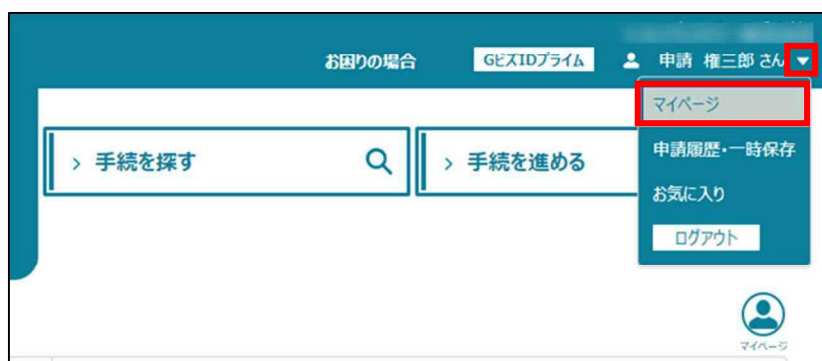 お困りの場合
GビズIDプライム
申請 権三郎 さん
マイページ
> 手続を探す
> 手続を進める
申請履歴・一時保存
お気に入り
ログアウト
マイページ